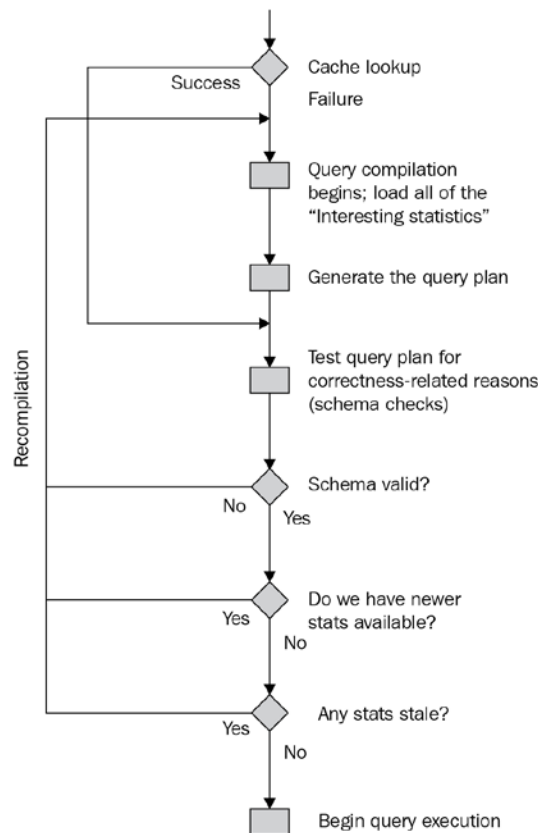 Cache lookup
Success
Failure
Query compilation
begins; load all of the
“Interesting statistics”
Generate the query plan
Test query plan for
correctness-related reasons
(schema checks)
Recompilation
Schema valid?
No
Yes
Do we have newer
stats available?
Yes
No
Any stats stale?
Yes
No
Begin query execution